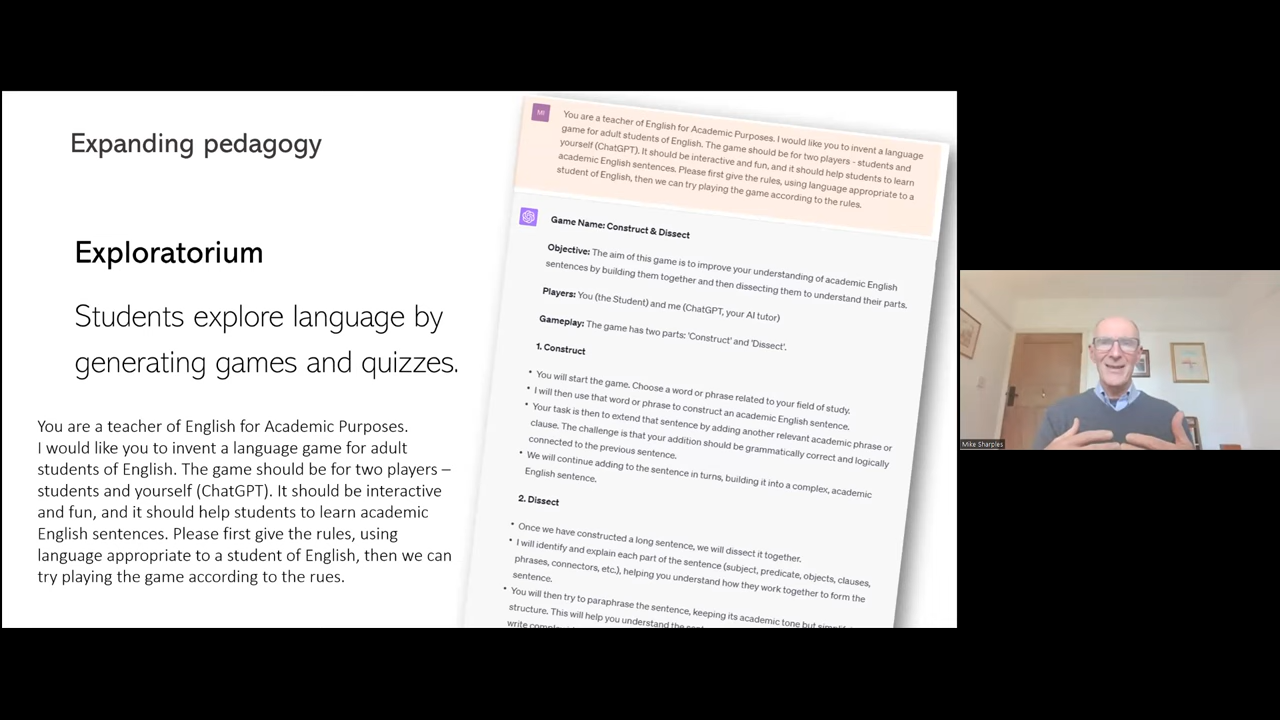 Expanding pedagogy
Exploratorium
Students explore language by
generating games and quizzes.
You are a teacher of English for Academic Purposes.
I would like you to invent a language game for adult
students of English. The game should be for two players –
students and yourself (ChatGPT). It should be interactive
and fun, and it should help students to learn academic
English sentences. Please first give the rules, using
language appropriate to a student of English, then we can
try playing the game according to the rues.
MI
You are a teacher of English for Academic Purposes. I would like you to invent a language
game for adult students of English. The game should be for two players - students and
yourself (ChatGPT). It should be interactive and fun, and it should help students to learn
academic English sentences. Please first give the rules, using language appropriate to a
student of English, then we can try playing the game according to the rules.
Game Name: Construct & Dissect
Objective: The aim of this game is to improve your understanding of academic English
sentences by building them together and then dissecting them to understand their parts.
Players: You (the Student) and me (ChatGPT, your AI tutor)
Gameplay: The game has two parts: 'Construct' and 'Dissect'.
1. Construct
• You will start the game. Choose a word or phrase related to your field of study.
• I will then use that word or phrase to construct an academic English sentence.
• Your task is then to extend that sentence by adding another relevant academic phrase or
clause. The challenge is that your addition should be grammatically correct and logically
connected to the previous sentence.
• We will continue adding to the sentence in turns, building it into a complex, academic
English sentence.
2. Dissect
• Once we have constructed a long sentence, we will dissect it together.
• I will identify and explain each part of the sentence (subject, predicate, objects, clauses,
phrases, connectors, etc.), helping you understand how they work together to form the
sentence.
• You will then try to paraphrase the sentence, keeping its academic tone but
structure. This will help you understand the
write
Mike Sharples